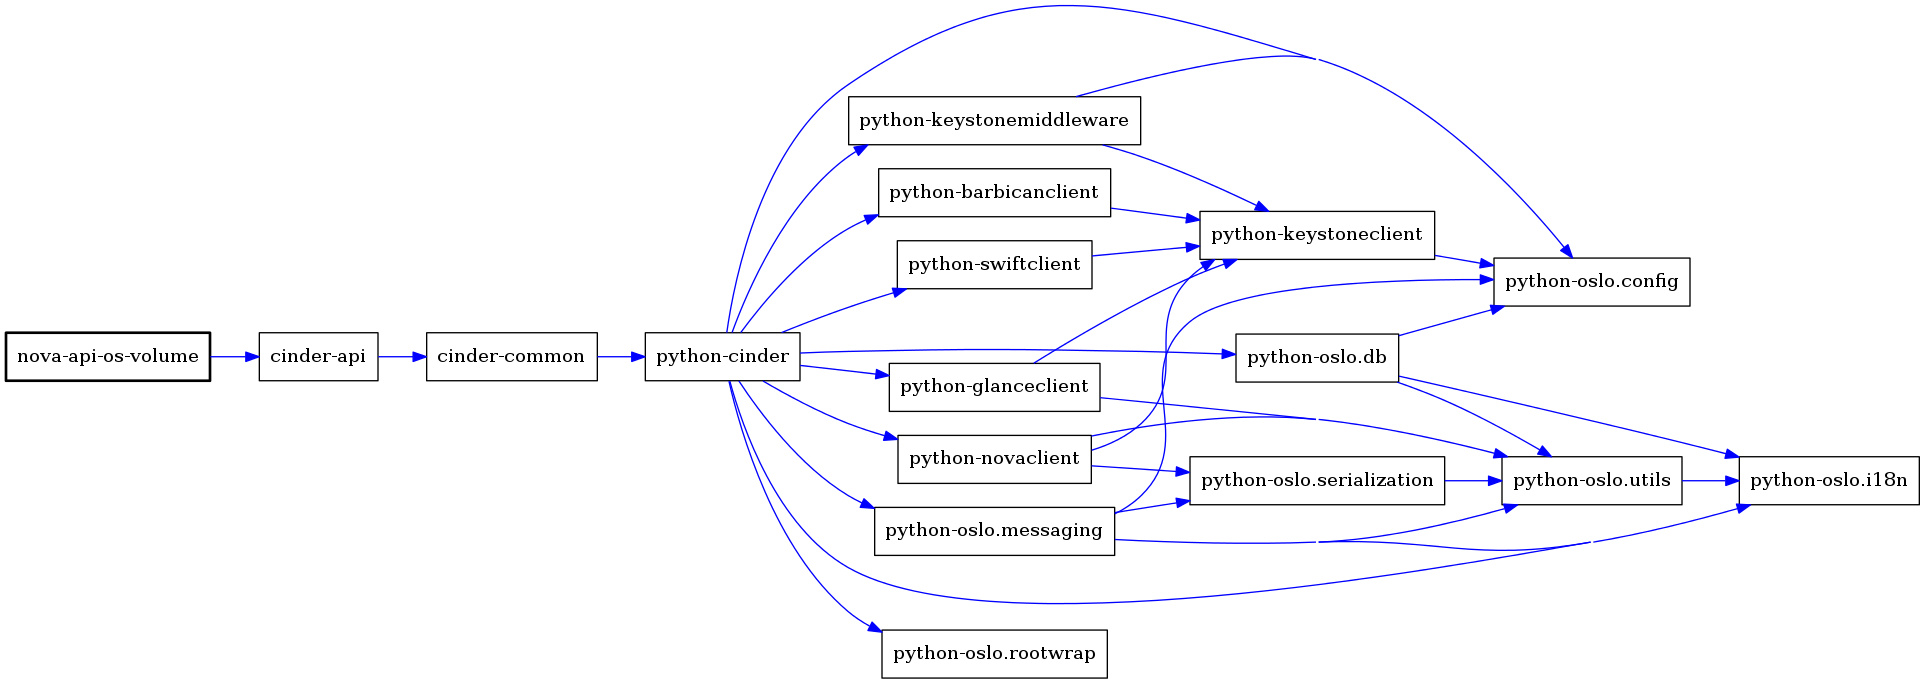 nova-api-os-volume
cinder-api
cinder-common
python-cinder
python-keystonemiddleware
python-barbicanclient
python-swiftclient
python-glanceclient
python-novaclient
python-oslo.messaging
python-oslo.rootwrap
python-keystoneclient
python-oslo.db
python-oslo.serialization
python-oslo.config
python-oslo.utils
python-oslo.i18n